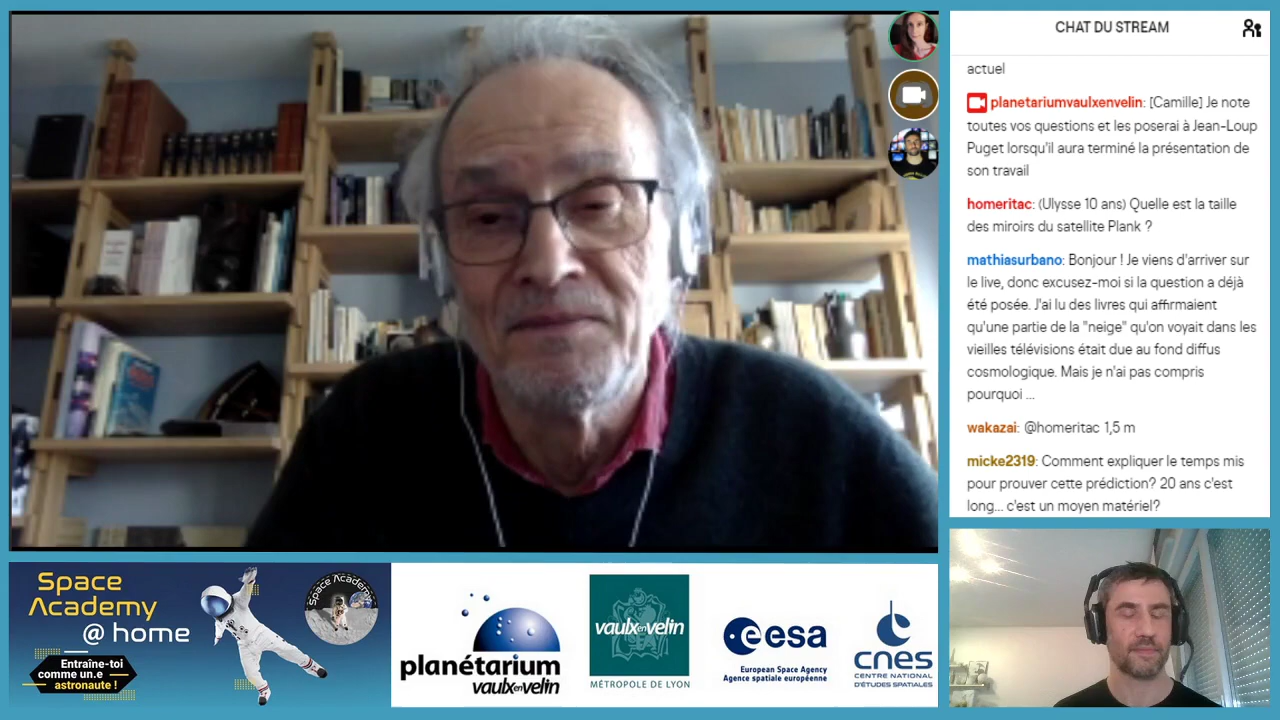 CHAT DU STREAM
actuel
planetariumvaulxenvelin: [Camille] Je note
toutes vos questions et les poserai à Jean-Loup
Puget lorsqu'il aura terminé la présentation de
son travail
homeritac: (Ulysse 10 ans) Quelle est la taille
des miroirs du satellite Plank ?
mathiasurbano: Bonjour ! Je viens d'arriver sur
le live, donc excusez-moi si la question a déjà
été posée. J'ai lu des livres qui affirmaient
qu'une partie de la "neige" qu'on voyait dans les
vieilles télévisions était due au fond diffus
cosmologique. Mais je n'ai pas compris
pourquoi ...
wakazai: @homeritac 1,5 m
micke2319: Comment expliquer le temps mis
pour prouver cette prédiction? 20 ans c'est
long... c'est un moyen matériel?
Space
Academy
@ home
Entraîne-toi
comme un.e
astronaute !
Space Academy
planétarium
vaulxenvelin
vaulxenvelin
MÉTROPOLE DE LYON
esa
European Space Agency
Agence spatiale européenne
cnes
CENTRE NATIONAL
D'ÉTUDES SPATIALES